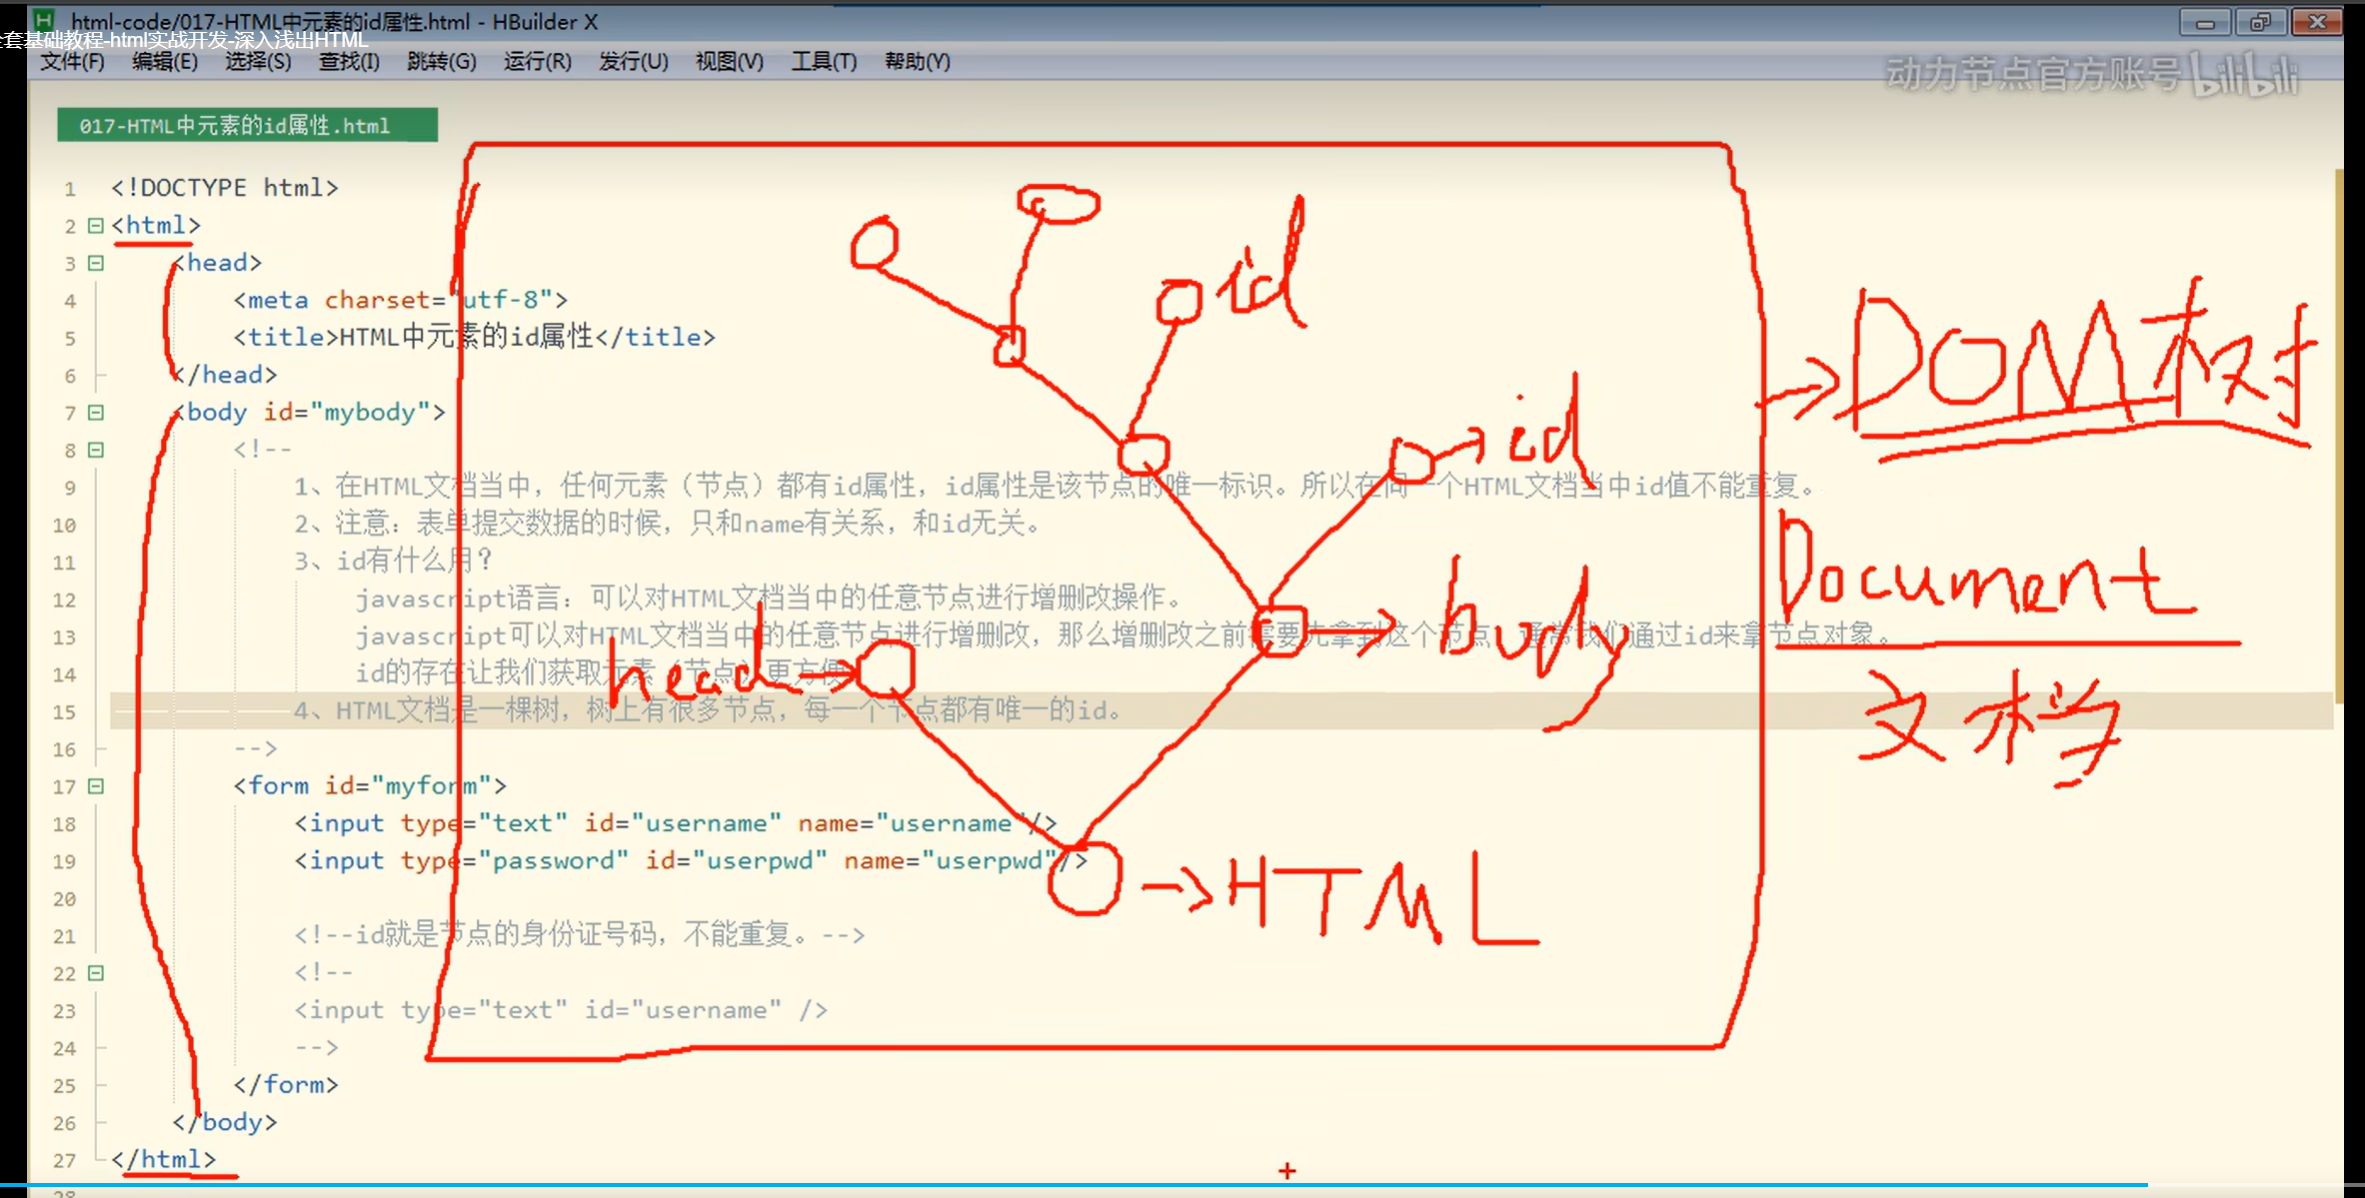 html-code/017-HTML中元素的id属性.html - HBuilder X
全套基础教程-html实战开发-深入浅出HTML
文件(F) 编辑(E) 选择(S) 查找(I) 跳转(G) 运行(R) 发行(U) 视图(V) 工具(T) 帮助(Y)
动力节点官方账号 bilibili
017-HTML中元素的id属性.html
1 <!DOCTYPE html>
2 <html>
3 <head>
4 <meta charset="utf-8">
5 <title>HTML中元素的id属性</title>
6 </head>
7 <body id="mybody">
8 <!--
9 1、在HTML文档当中，任何元素（节点）都有id属性，id属性是该节点的唯一标识。所以在同一个HTML文档当中id值不能重复。
10 2、注意：表单提交数据的时候，只和name有关系，和id无关。
11 3、id有什么用？
12 javascript语言：可以对HTML文档当中的任意节点进行增删改操作。
13 javascript可以对HTML文档当中的任意节点进行增删改，那么增删改之前需要先拿到这个节点，通常我们通过id来拿节点对象。
14 id的存在让我们获取元素（节点）更方便
15 4、HTML文档是一棵树，树上有很多节点，每一个节点都有唯一的id。
16 -->
17 <form id="myform">
18 <input type="text" id="username" name="username"/>
19 <input type="password" id="userpwd" name="userpwd"/>
20
21 <!--id就是节点的身份证号码，不能重复。-->
22 <!--
23 <input type="text" id="username" />
24 -->
25 </form>
26 </body>
27 </html>
28
id
id
DOM树
Document
head
body
HTML